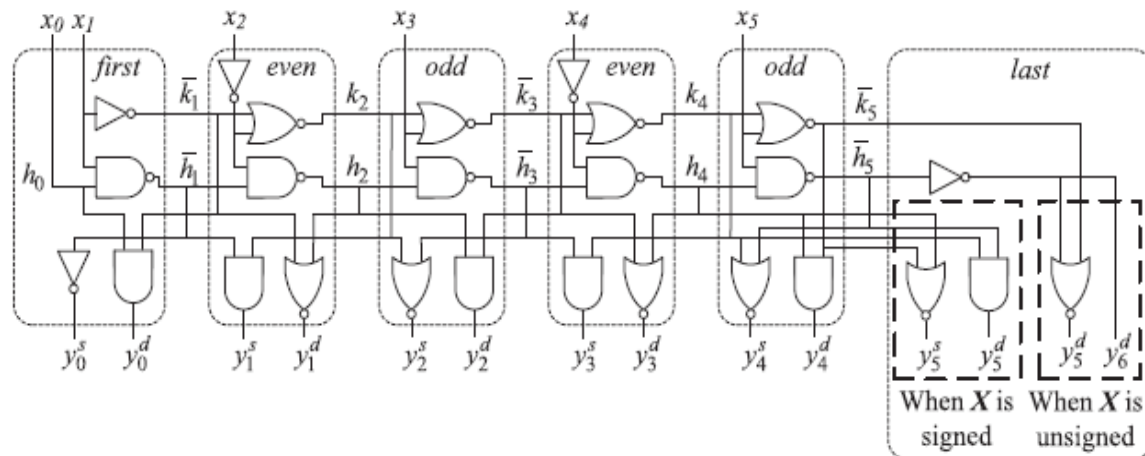 x₀ x₁ x₂ x₃ x₄ x₅
first even odd even odd last
k̅₁ k₂ k̅₃ k₄ k̅₅
h₀ h̅₁ h₂ h̅₃ h₄ h̅₅
y₀ˢ y₀ᵈ y₁ˢ y₁ᵈ y₂ˢ y₂ᵈ y₃ˢ y₃ᵈ y₄ˢ y₄ᵈ y₅ˢ y₅ᵈ y₅ᵈ y₆ᵈ
When X is When X is
signed unsigned